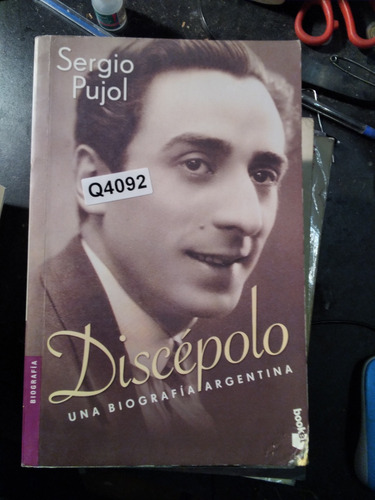 Sergio
Pujol
Q4092
Discépolo
UNA BIOGRAFÍA ARGENTINA
BIOGRAFÍA
booket